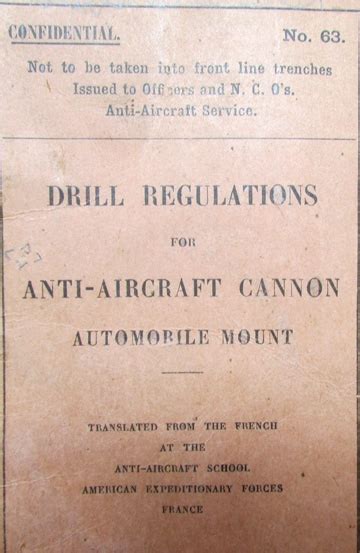 CONFIDENTIAL. No. 63.
Not to be taken into front line trenches
Issued to Officers and N. C. O's.
Anti-Aircraft Service.
DRILL REGULATIONS
FOR
ANTI-AIRCRAFT CANNON
AUTOMOBILE MOUNT
TRANSLATED FROM THE FRENCH
AT THE
ANTI-AIRCRAFT SCHOOL
AMERICAN EXPEDITIONARY FORCES
FRANCE